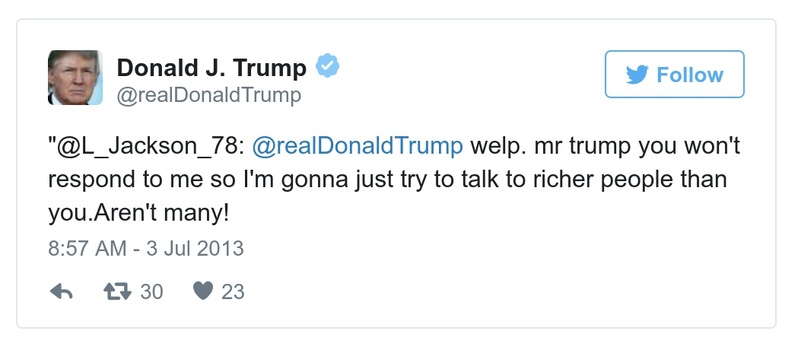 Donald J. Trump
@realDonaldTrump
Follow
"@L_Jackson_78: @realDonaldTrump welp. mr trump you won't
respond to me so I'm gonna just try to talk to richer people than
you.Aren't many!
8:57 AM - 3 Jul 2013
30 23